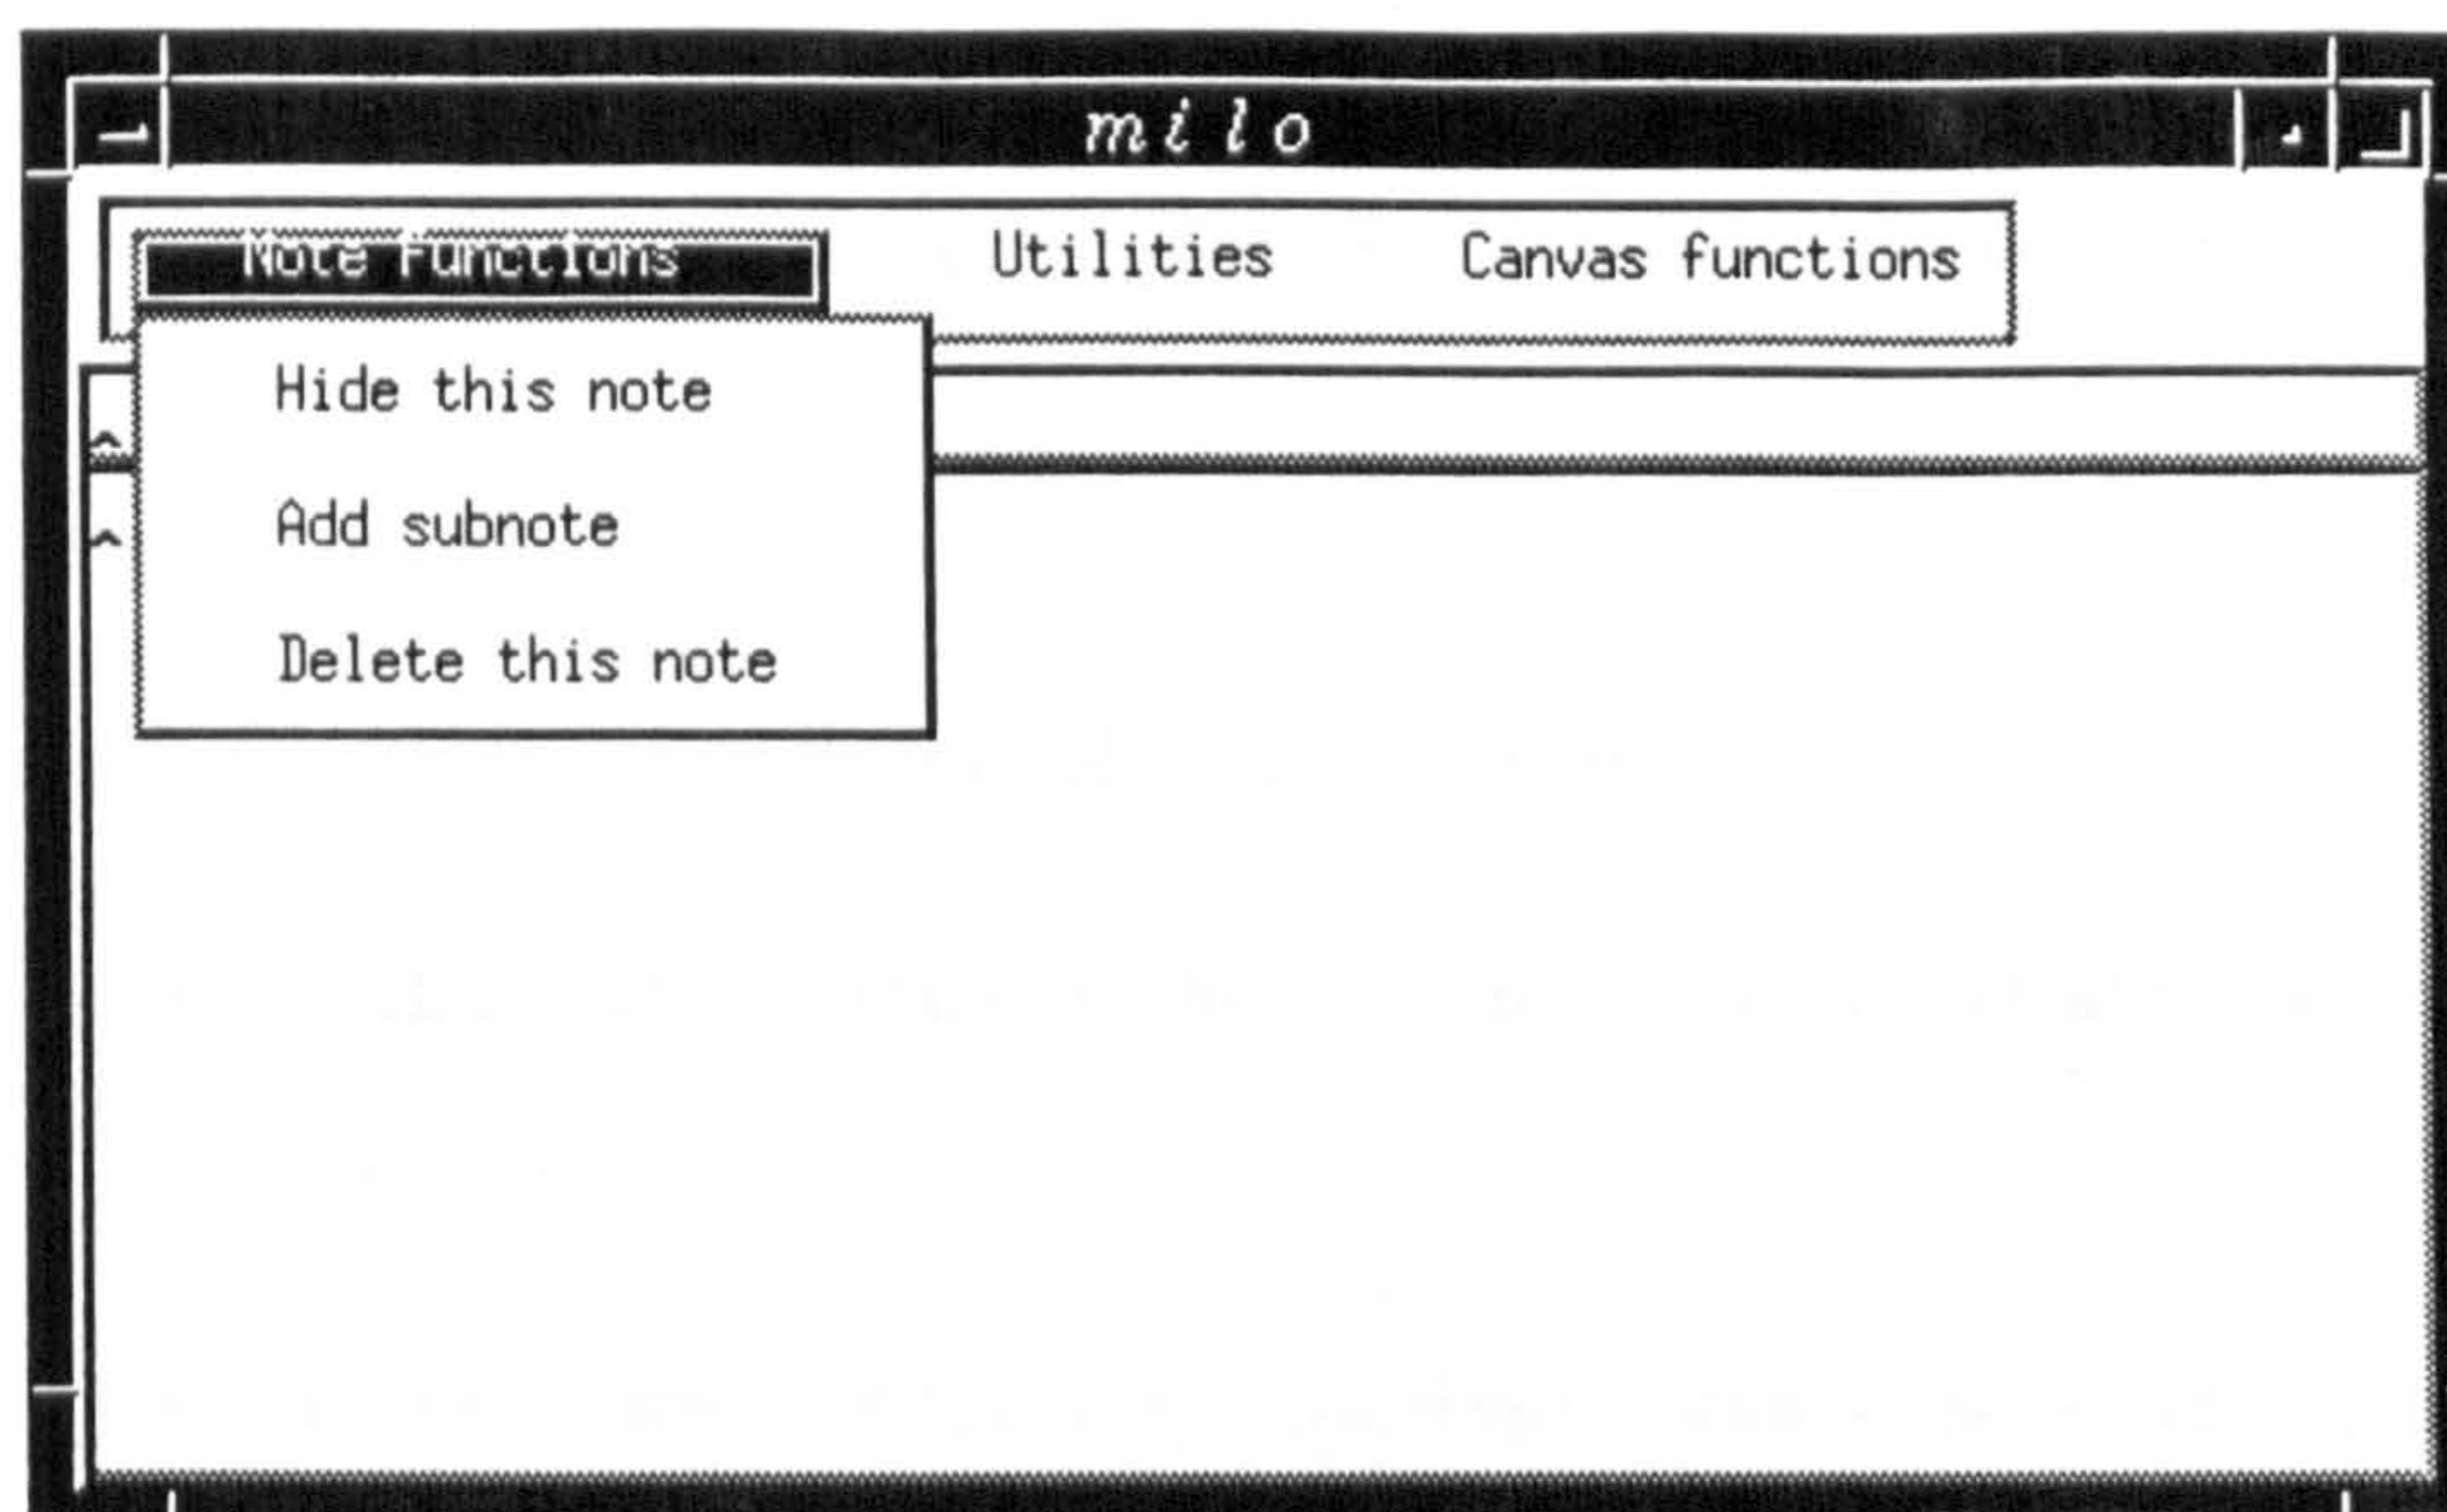 milo
Note functions Utilities Canvas functions
Hide this note
Add subnote
Delete this note